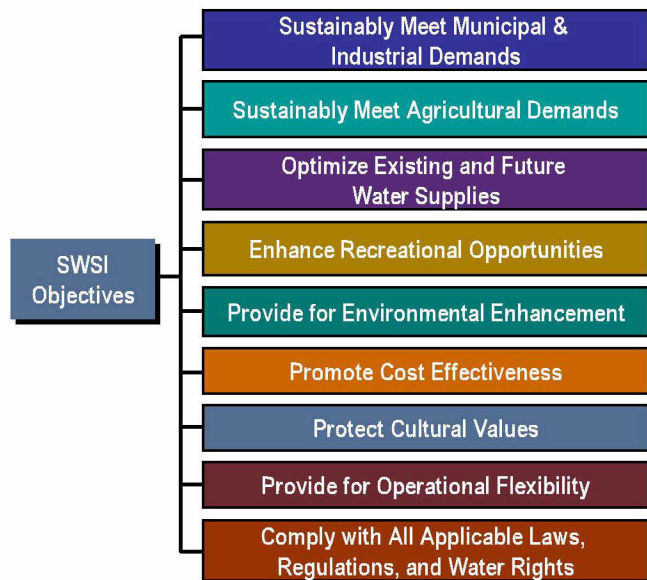 SWSI
Objectives
Sustainably Meet Municipal &
Industrial Demands
Sustainably Meet Agricultural Demands
Optimize Existing and Future
Water Supplies
Enhance Recreational Opportunities
Provide for Environmental Enhancement
Promote Cost Effectiveness
Protect Cultural Values
Provide for Operational Flexibility
Comply with All Applicable Laws,
Regulations, and Water Rights